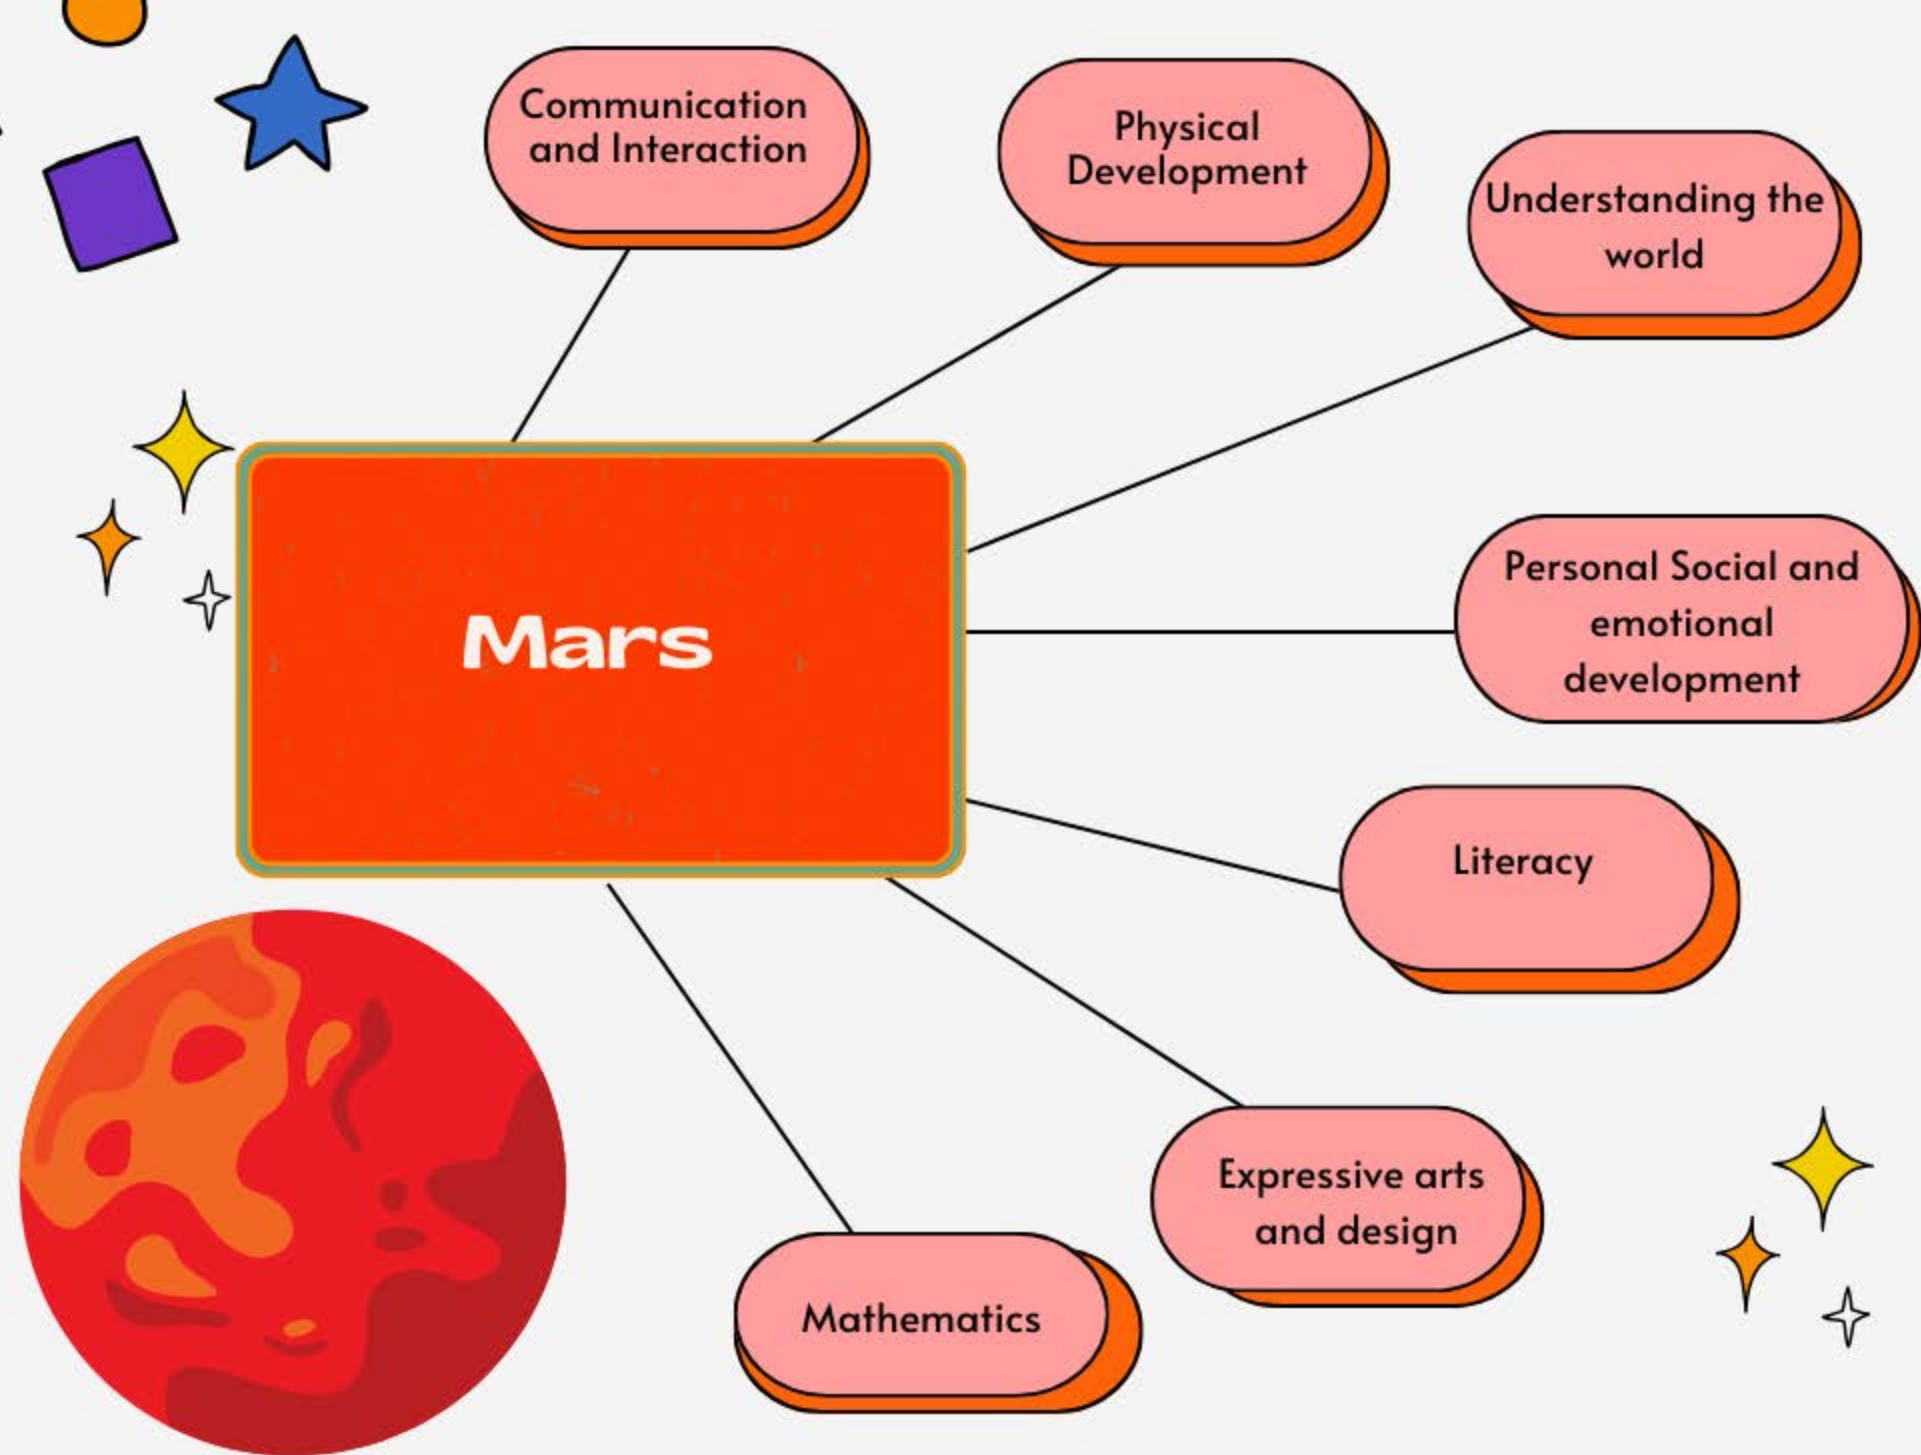 Communication
and Interaction
Physical
Development
Understanding the
world
Mars
Personal Social and
emotional
development
Literacy
Expressive arts
and design
Mathematics